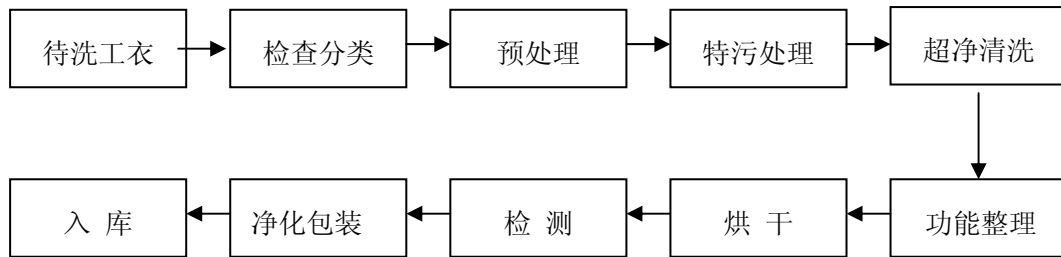 待洗工衣 检查分类 预处理 特污处理 超净清洗
入 库 净化包装 检 测 烘 干 功能整理